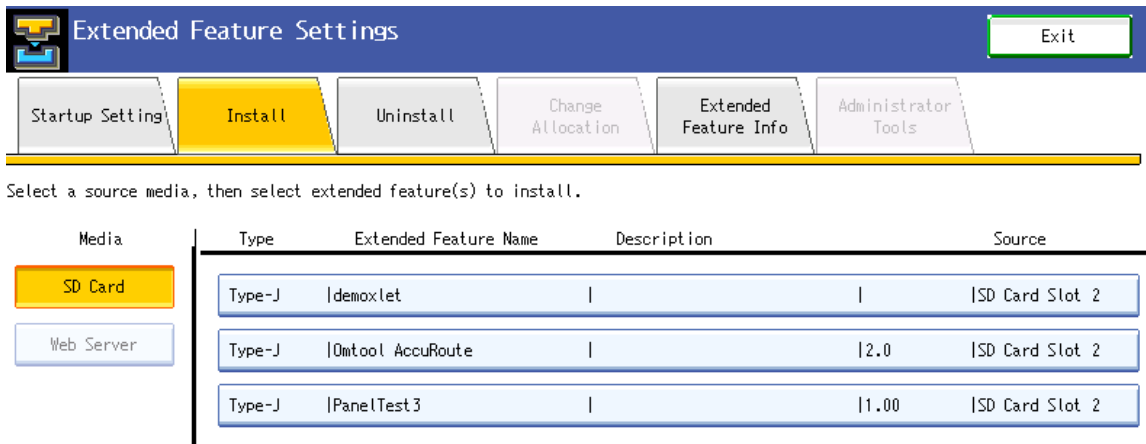 Extended Feature Settings
Exit
Startup Setting
Install
Uninstall
Change
Allocation
Extended
Feature Info
Administrator
Tools
Select a source media, then select extended feature(s) to install.
Media Type Extended Feature Name Description Source
SD Card
Type-J |demoxlet | | |SD Card Slot 2
Web Server
Type-J |Omtool AccuRoute | |2.0 |SD Card Slot 2
Type-J |PanelTest3 | |1.00 |SD Card Slot 2